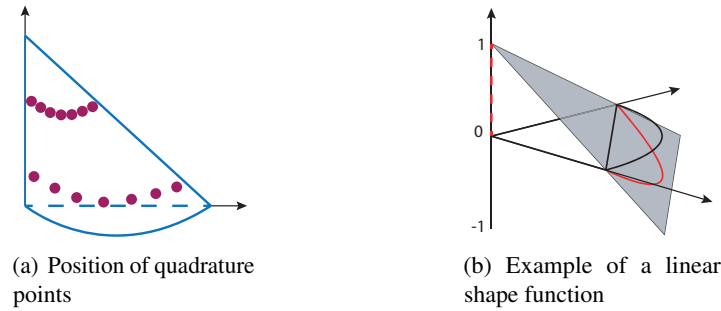 1
0
-1
(a) Position of quadrature
points
(b) Example of a linear
shape function